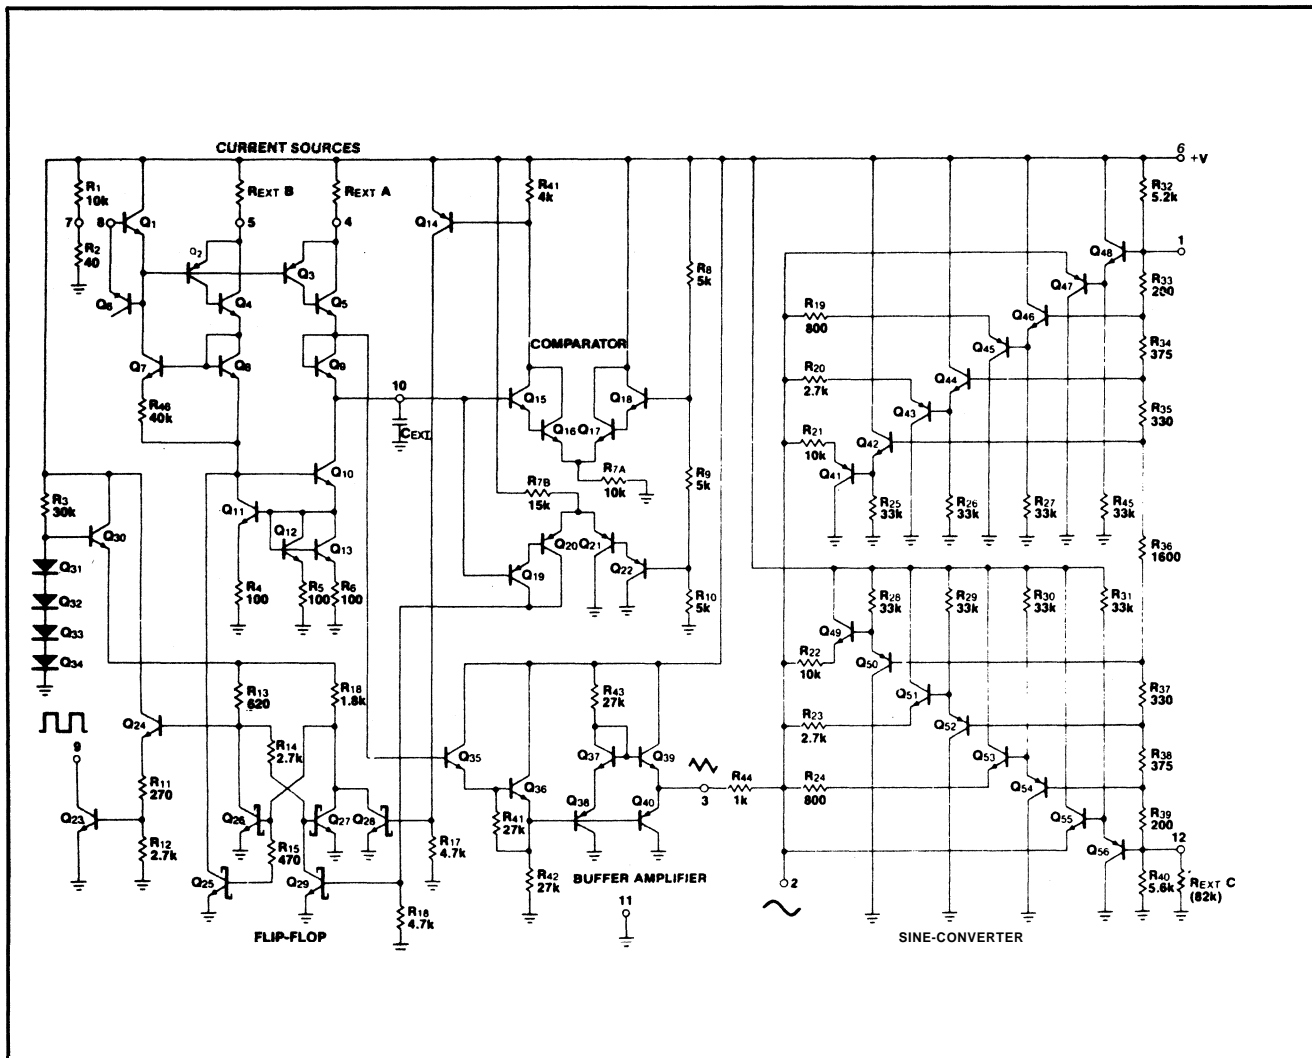 CURRENT SOURCES
6
+V
R1
10k
REXT B
REXT A
R41
4k
R32
5.2k
7
8
Q1
5
4
Q14
1
R2
40
Q2
Q3
R8
5k
Q48
Q47
R33
200
Q6
Q4
Q5
R19
800
Q46
Q45
R34
375
COMPARATOR
Q7
Q8
Q9
R20
2.7k
Q44
10
Q15
Q18
Q43
R35
330
R46
40k
CEXT
Q16
Q17
R21
10k
Q42
Q41
Q10
R7A
10k
R9
5k
R7B
15k
R3
30k
Q11
R25
33k
R26
33k
R27
33k
R45
33k
Q30
Q12
Q13
Q20
Q21
R36
1600
Q31
Q19
Q22
Q32
R4
100
R5
100
R6
100
R10
5k
R28
33k
R29
33k
R30
33k
R31
33k
Q33
Q49
Q34
R22
10k
Q50
R13
620
R18
1.8k
R43
27k
Q51
R37
330
Q24
R23
2.7k
Q52
9
R14
2.7k
Q35
Q37
Q39
Q53
R38
375
R11
270
Q36
3
R44
1k
R24
800
Q54
Q23
Q26
Q27
Q28
R41
27k
Q38
Q40
R39
200
Q55
12
R12
2.7k
R15
470
R17
4.7k
Q56
Q25
Q29
R42
27k
BUFFER AMPLIFIER
2
R40
5.6k
REXT C
(82k)
R18
4.7k
11
FLIP-FLOP
SINE-CONVERTER